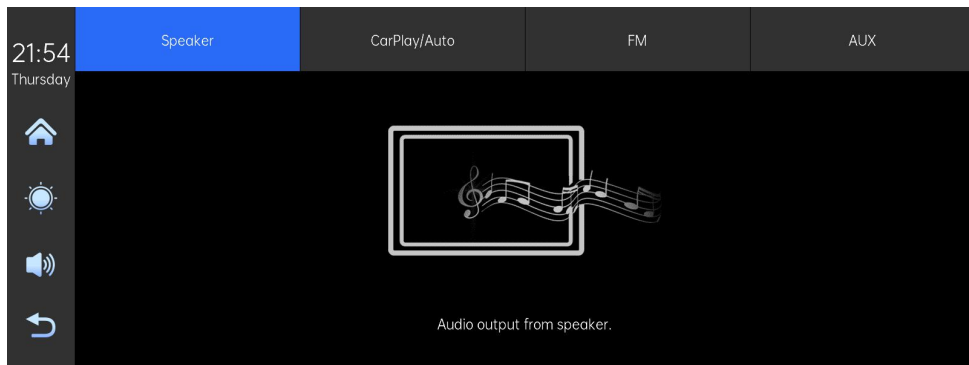 21:54
Thursday
Speaker
CarPlay/Auto
FM
AUX
Audio output from speaker.